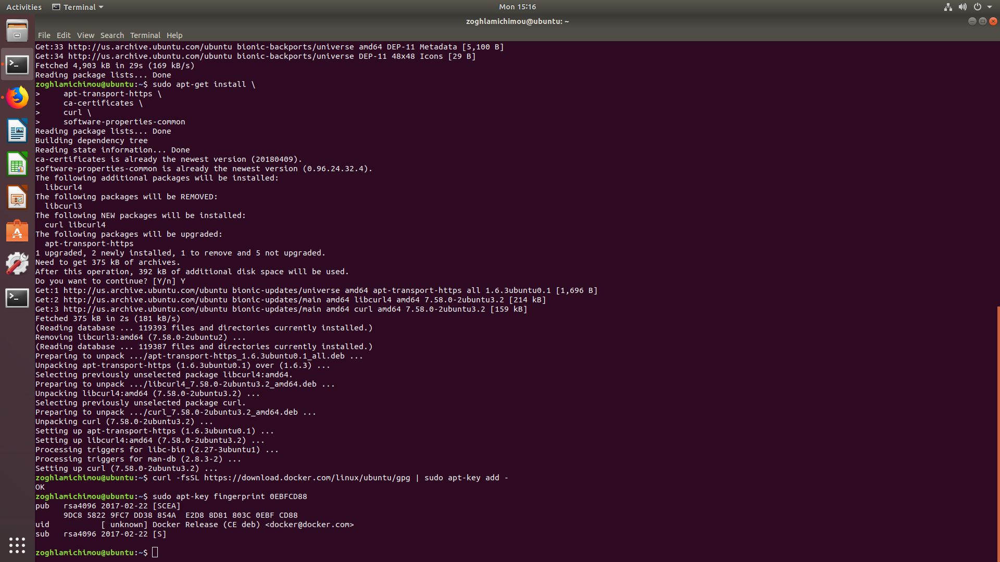 Activities Terminal Mon 15:16
zoghlamichimou@ubuntu: ~
File Edit View Search Terminal Help
Get:33 http://us.archive.ubuntu.com/ubuntu bionic-backports/universe amd64 DEP-11 Metadata [5,100 B]
Get:34 http://us.archive.ubuntu.com/ubuntu bionic-backports/universe DEP-11 48x48 Icons [29 B]
Fetched 4,903 kB in 29s (169 kB/s)
Reading package lists... Done
zoghlamichimou@ubuntu:~$ sudo apt-get install \
>     apt-transport-https \
>     ca-certificates \
>     curl \
>     software-properties-common
Reading package lists... Done
Building dependency tree
Reading state information... Done
ca-certificates is already the newest version (20180409).
software-properties-common is already the newest version (0.96.24.32.4).
The following additional packages will be installed:
  libcurl4
The following packages will be REMOVED:
  libcurl3
The following NEW packages will be installed:
  curl libcurl4
The following packages will be upgraded:
  apt-transport-https
1 upgraded, 2 newly installed, 1 to remove and 5 not upgraded.
Need to get 375 kB of archives.
After this operation, 392 kB of additional disk space will be used.
Do you want to continue? [Y/n] Y
Get:1 http://us.archive.ubuntu.com/ubuntu bionic-updates/universe amd64 apt-transport-https all 1.6.3ubuntu0.1 [1,696 B]
Get:2 http://us.archive.ubuntu.com/ubuntu bionic-updates/main amd64 libcurl4 amd64 7.58.0-2ubuntu3.2 [214 kB]
Get:3 http://us.archive.ubuntu.com/ubuntu bionic-updates/main amd64 curl amd64 7.58.0-2ubuntu3.2 [159 kB]
Fetched 375 kB in 2s (181 kB/s)
(Reading database ... 119393 files and directories currently installed.)
Removing libcurl3:amd64 (7.58.0-2ubuntu2) ...
(Reading database ... 119387 files and directories currently installed.)
Preparing to unpack .../apt-transport-https_1.6.3ubuntu0.1_all.deb ...
Unpacking apt-transport-https (1.6.3ubuntu0.1) over (1.6.3) ...
Selecting previously unselected package libcurl4:amd64.
Preparing to unpack .../libcurl4_7.58.0-2ubuntu3.2_amd64.deb ...
Unpacking libcurl4:amd64 (7.58.0-2ubuntu3.2) ...
Selecting previously unselected package curl.
Preparing to unpack .../curl_7.58.0-2ubuntu3.2_amd64.deb ...
Unpacking curl (7.58.0-2ubuntu3.2) ...
Setting up apt-transport-https (1.6.3ubuntu0.1) ...
Setting up libcurl4:amd64 (7.58.0-2ubuntu3.2) ...
Processing triggers for libc-bin (2.27-3ubuntu1) ...
Processing triggers for man-db (2.8.3-2) ...
Setting up curl (7.58.0-2ubuntu3.2) ...
zoghlamichimou@ubuntu:~$ curl -fsSL https://download.docker.com/linux/ubuntu/gpg | sudo apt-key add -
OK
zoghlamichimou@ubuntu:~$ sudo apt-key fingerprint 0EBFCD88
pub   rsa4096 2017-02-22 [SCEA]
      9DC8 5822 9FC7 DD38 854A  E2D8 8D81 803C 0EBF CD88
uid           [ unknown] Docker Release (CE deb) <docker@docker.com>
sub   rsa4096 2017-02-22 [S]
zoghlamichimou@ubuntu:~$